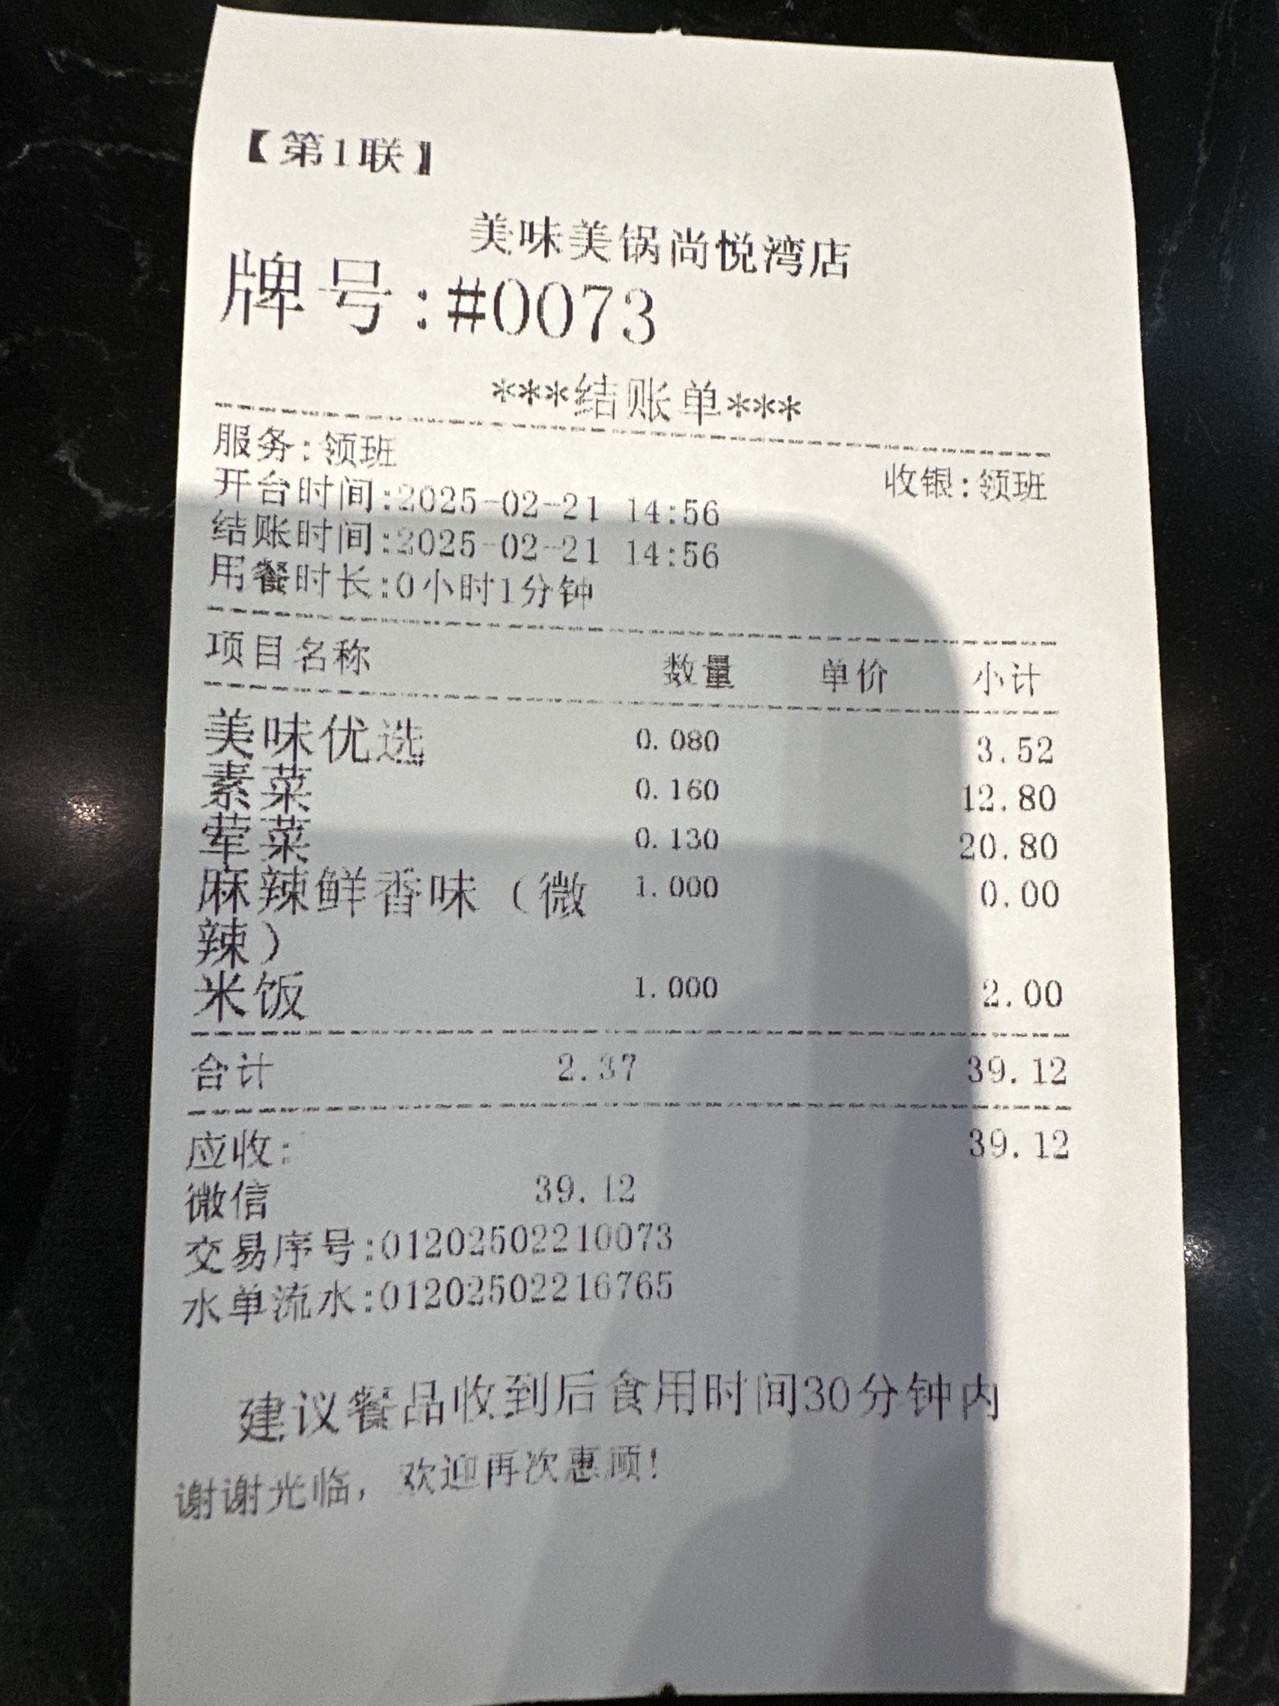 【第1联】
美味美锅尚悦湾店
牌号:#0073
***结账单***
服务:领班 收银:领班
开台时间:2025-02-21 14:56
结账时间:2025-02-21 14:56
用餐时长:0小时1分钟
项目名称 数量 单价 小计
美味优选 0.080 3.52
素菜 0.160 12.80
荤菜 0.130 20.80
麻辣鲜香味（微 1.000 0.00
辣）
米饭 1.000 2.00
合计 2.37 39.12
应收: 39.12
微信 39.12
交易序号:01202502210073
水单流水:01202502216765
建议餐品收到后食用时间30分钟内
谢谢光临，欢迎再次惠顾!